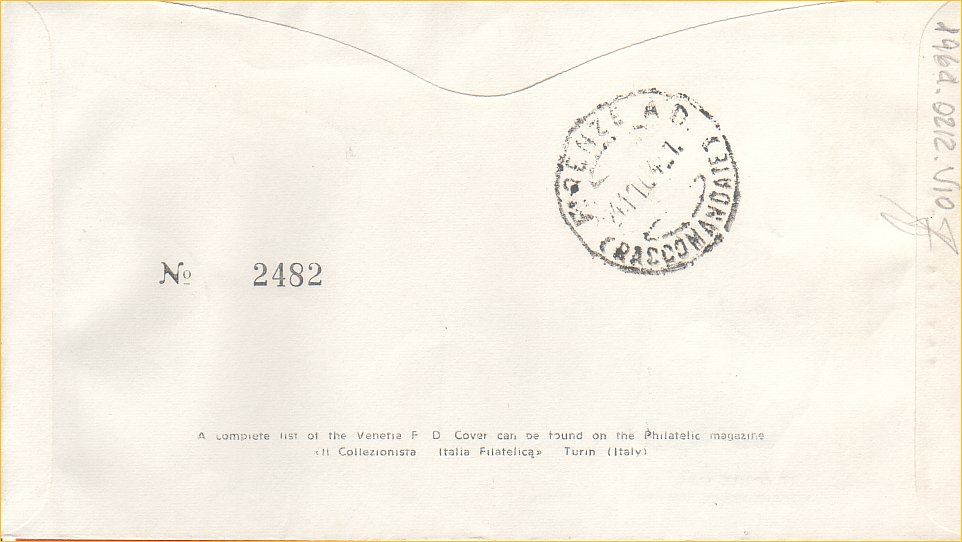 FIRENZE A.D.
(RACCOMANDATE)
Nº 2482
A complete list of the Venetia F D Cover can be found on the Philatelic magazine
«Il Collezionista Italia Filatelica» Turin (Italy)